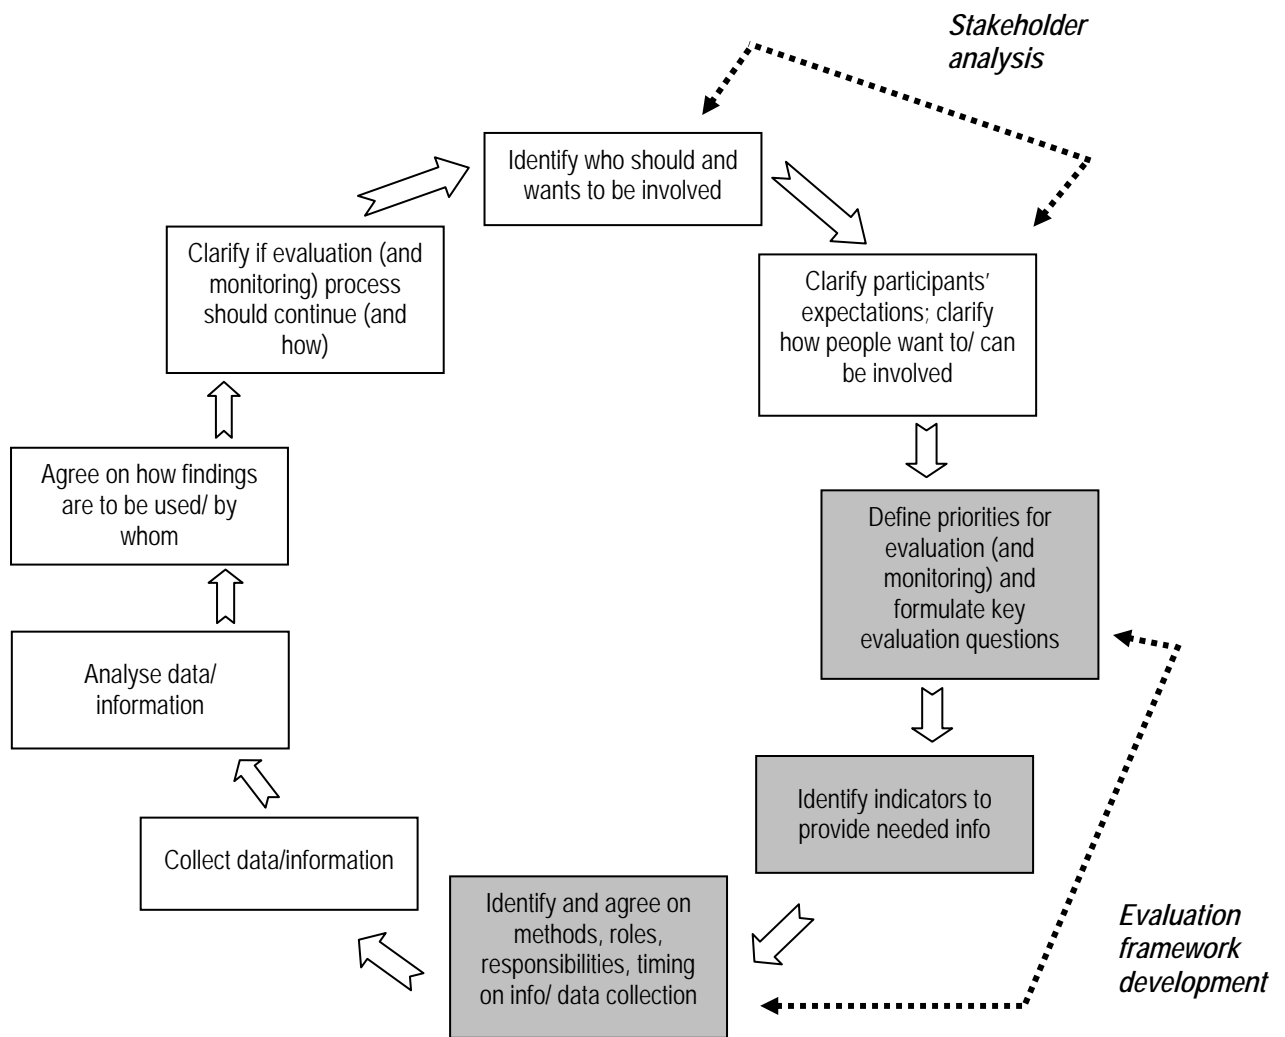 Stakeholder
analysis
Identify who should and
wants to be involved
Clarify participants’
expectations; clarify
how people want to/ can
be involved
Define priorities for
evaluation (and
monitoring) and
formulate key
evaluation questions
Identify indicators to
provide needed info
Identify and agree on
methods, roles,
responsibilities, timing
on info/ data collection
Evaluation
framework
development
Collect data/information
Analyse data/
information
Agree on how findings
are to be used/ by
whom
Clarify if evaluation (and
monitoring) process
should continue (and
how)